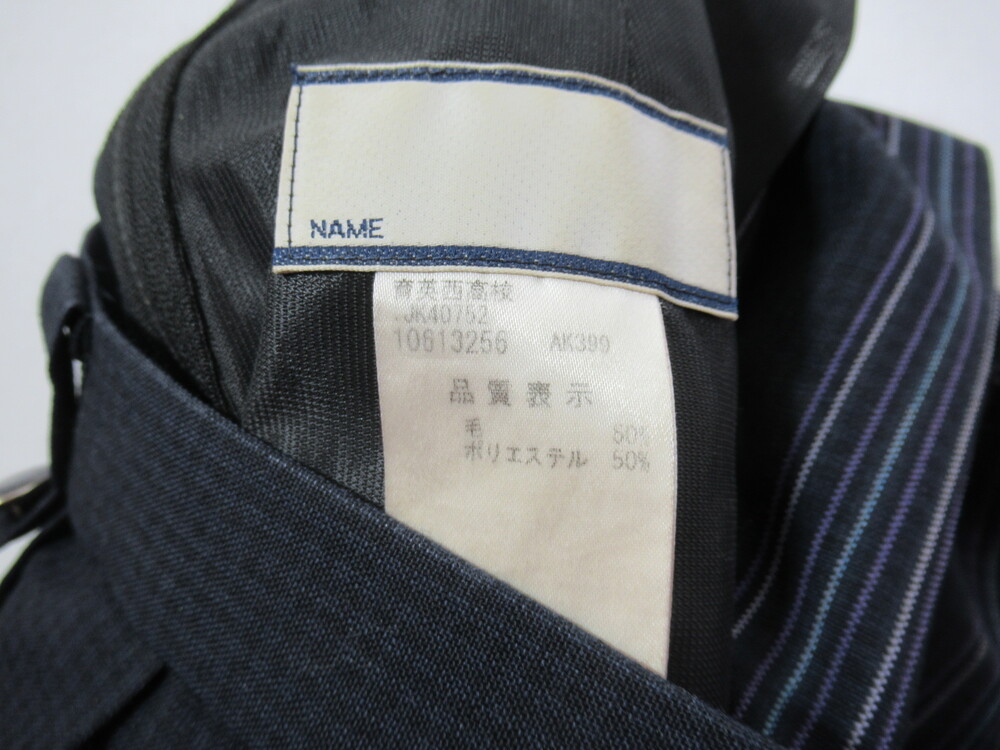 NAME
育英西高校
.JK40752
10613256 AK390
品質表示
毛 50%
ポリエステル 50%